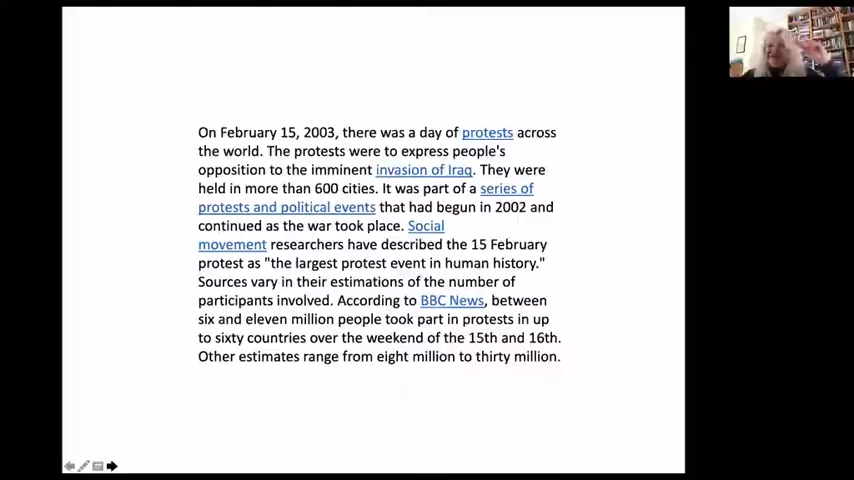 On February 15, 2003, there was a day of protests across
the world. The protests were to express people's
opposition to the imminent invasion of Iraq. They were
held in more than 600 cities. It was part of a series of
protests and political events that had begun in 2002 and
continued as the war took place. Social
movement researchers have described the 15 February
protest as "the largest protest event in human history."
Sources vary in their estimations of the number of
participants involved. According to BBC News, between
six and eleven million people took part in protests in up
to sixty countries over the weekend of the 15th and 16th.
Other estimates range from eight million to thirty million.